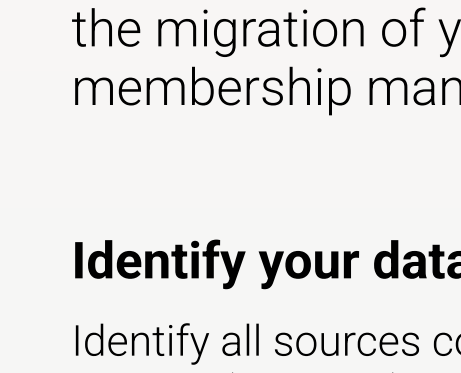 the migration of y
membership man
Identify your data
Identify all sources co